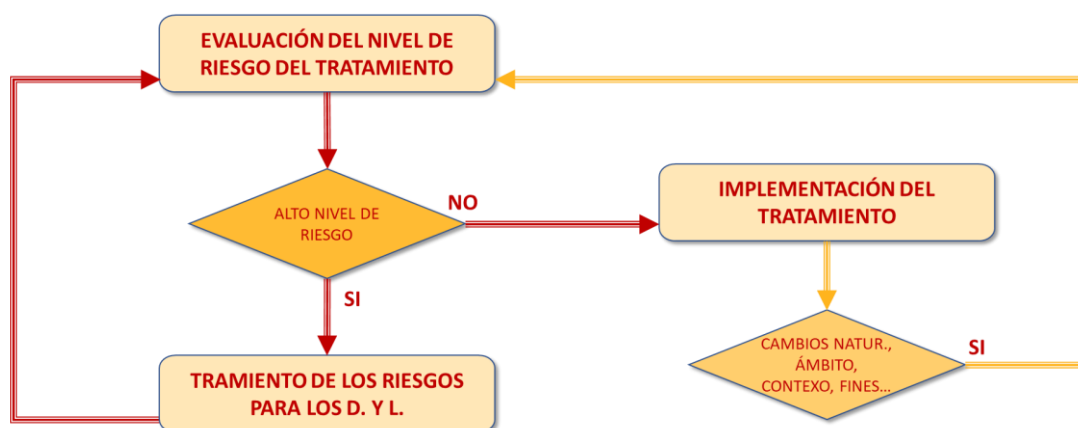 EVALUACIÓN DEL NIVEL DE
RIESGO DEL TRATAMIENTO
ALTO NIVEL DE
RIESGO
NO
IMPLEMENTACIÓN DEL
TRATAMIENTO
SI
CAMBIOS NATUR.,
ÁMBITO,
CONTEXO, FINES...
SI
TRAMIENTO DE LOS RIESGOS
PARA LOS D. Y L.